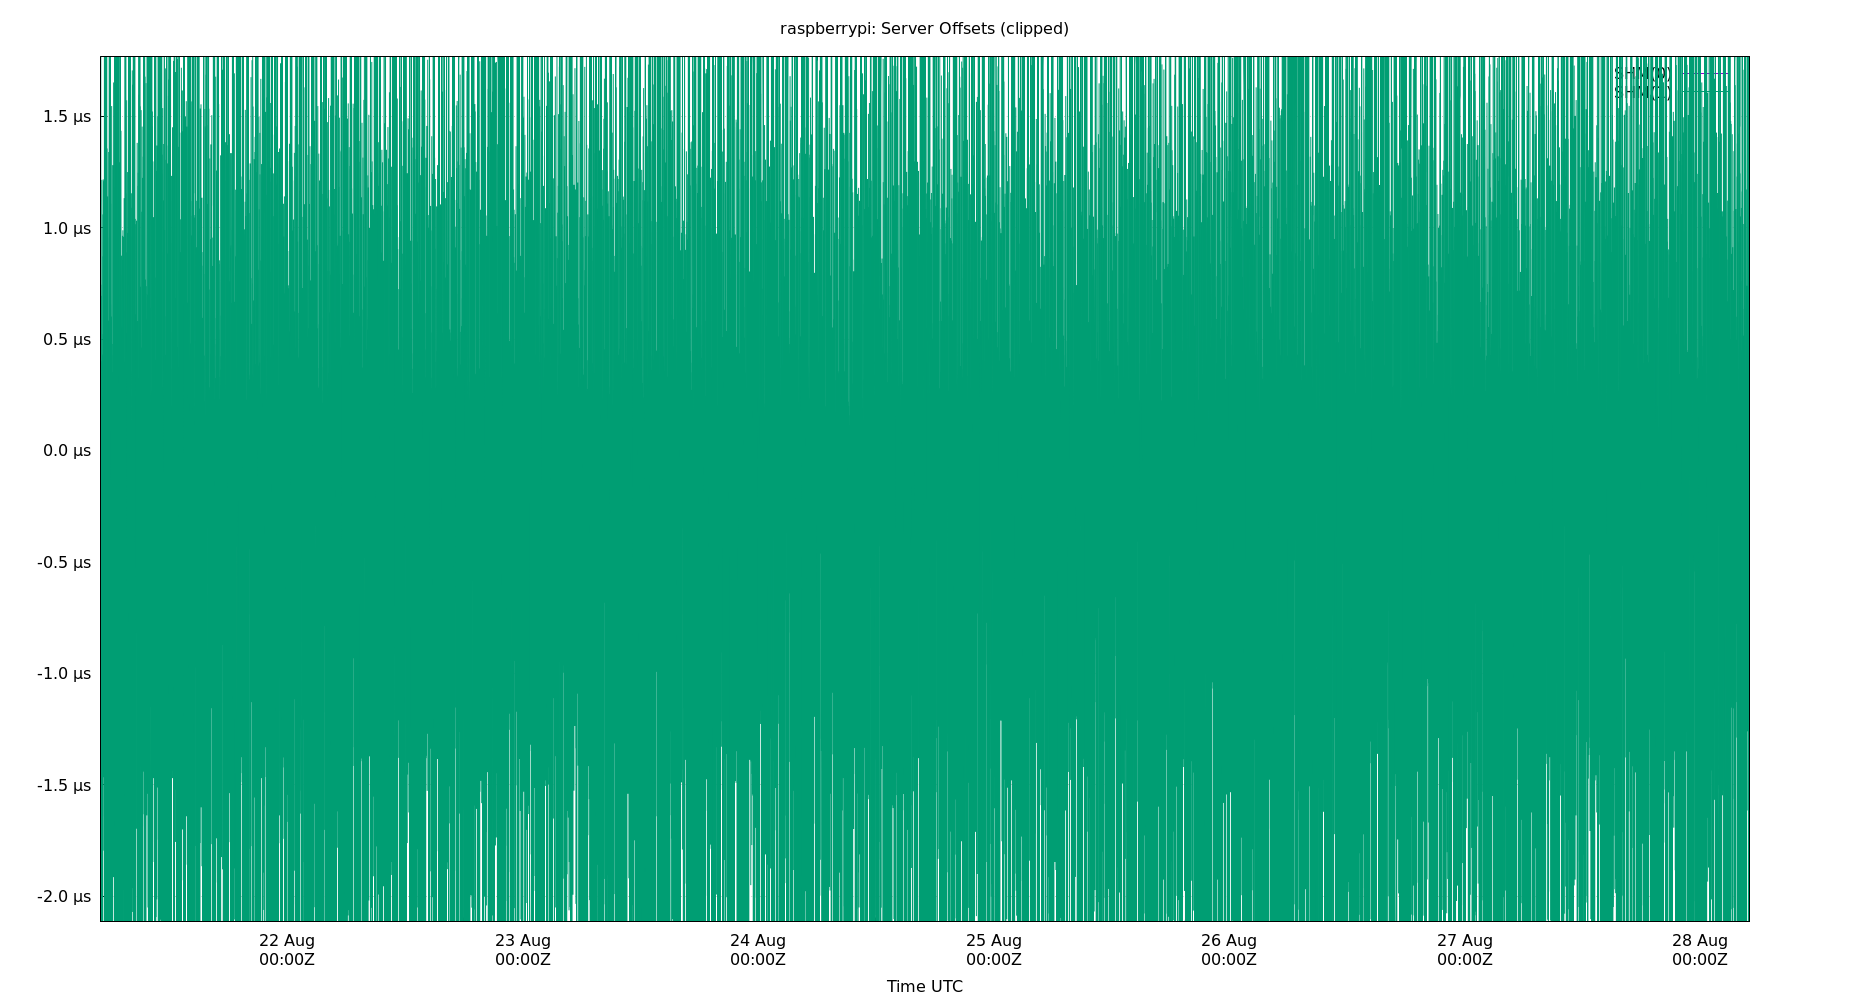 raspberrypi: Server Offsets (clipped)
SHM(0)
1.5 µs
1.0 µs
0.5 µs
0.0 µs
-0.5 µs
-1.0 µs
-1.5 µs
-2.0 µs
22 Aug 23 Aug 24 Aug 25 Aug 26 Aug 27 Aug 28 Aug
00:00Z 00:00Z 00:00Z 00:00Z 00:00Z 00:00Z 00:00Z
Time UTC